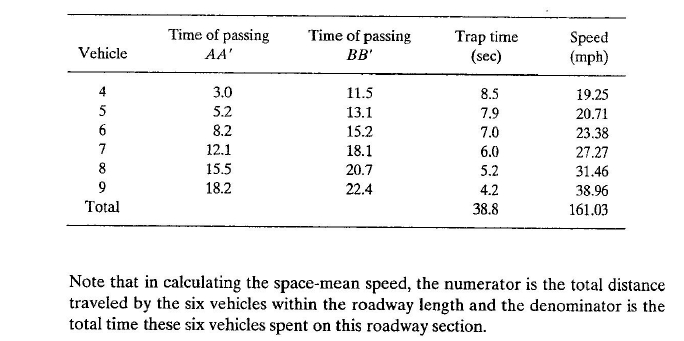 Time of passing Time of passing Trap time Speed
Vehicle AA' BB' (sec) (mph)
4 3.0 11.5 8.5 19.25
5 5.2 13.1 7.9 20.71
6 8.2 15.2 7.0 23.38
7 12.1 18.1 6.0 27.27
8 15.5 20.7 5.2 31.46
9 18.2 22.4 4.2 38.96
Total 38.8 161.03
Note that in calculating the space-mean speed, the numerator is the total distance
traveled by the six vehicles within the roadway length and the denominator is the
total time these six vehicles spent on this roadway section.